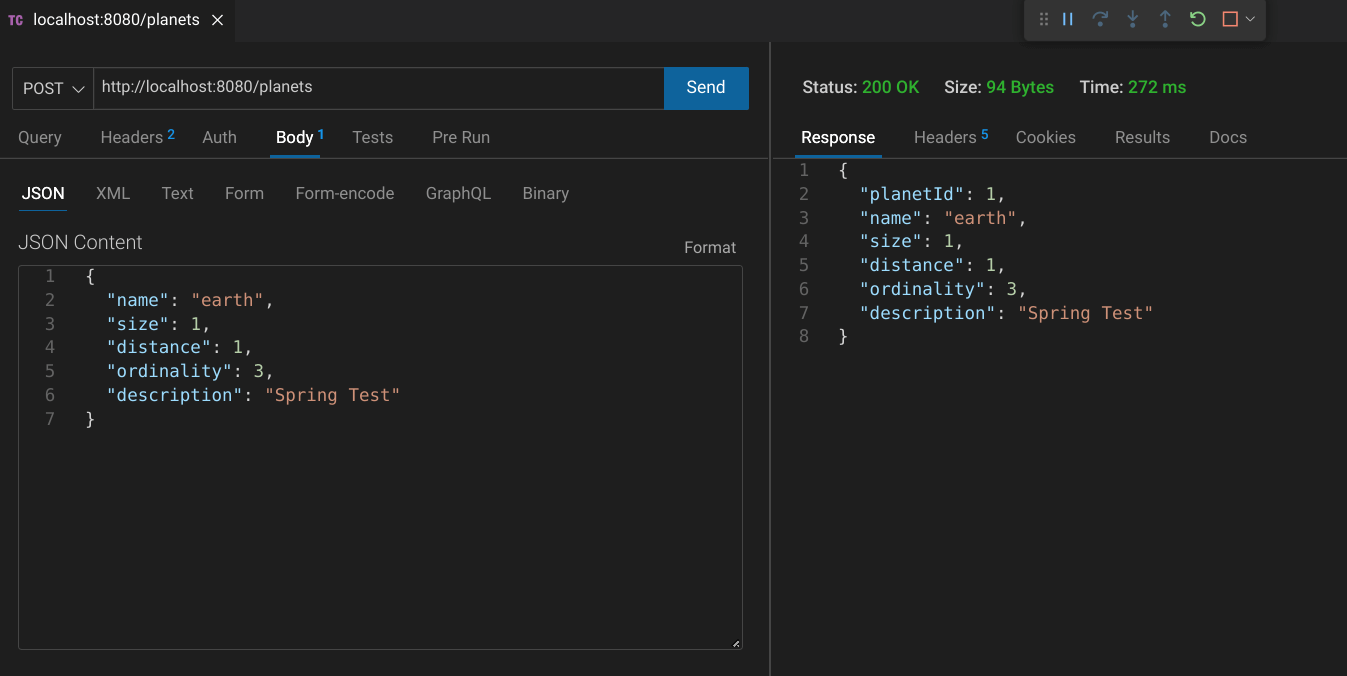 TC localhost:8080/planets
POST http://localhost:8080/planets Send
Query Headers 2 Auth Body 1 Tests Pre Run
JSON XML Text Form Form-encode GraphQL Binary
JSON Content Format
1 {
2 "name": "earth",
3 "size": 1,
4 "distance": 1,
5 "ordinality": 3,
6 "description": "Spring Test"
7 }
Status: 200 OK Size: 94 Bytes Time: 272 ms
Response Headers 5 Cookies Results Docs
1 {
2 "planetId": 1,
3 "name": "earth",
4 "size": 1,
5 "distance": 1,
6 "ordinality": 3,
7 "description": "Spring Test"
8 }